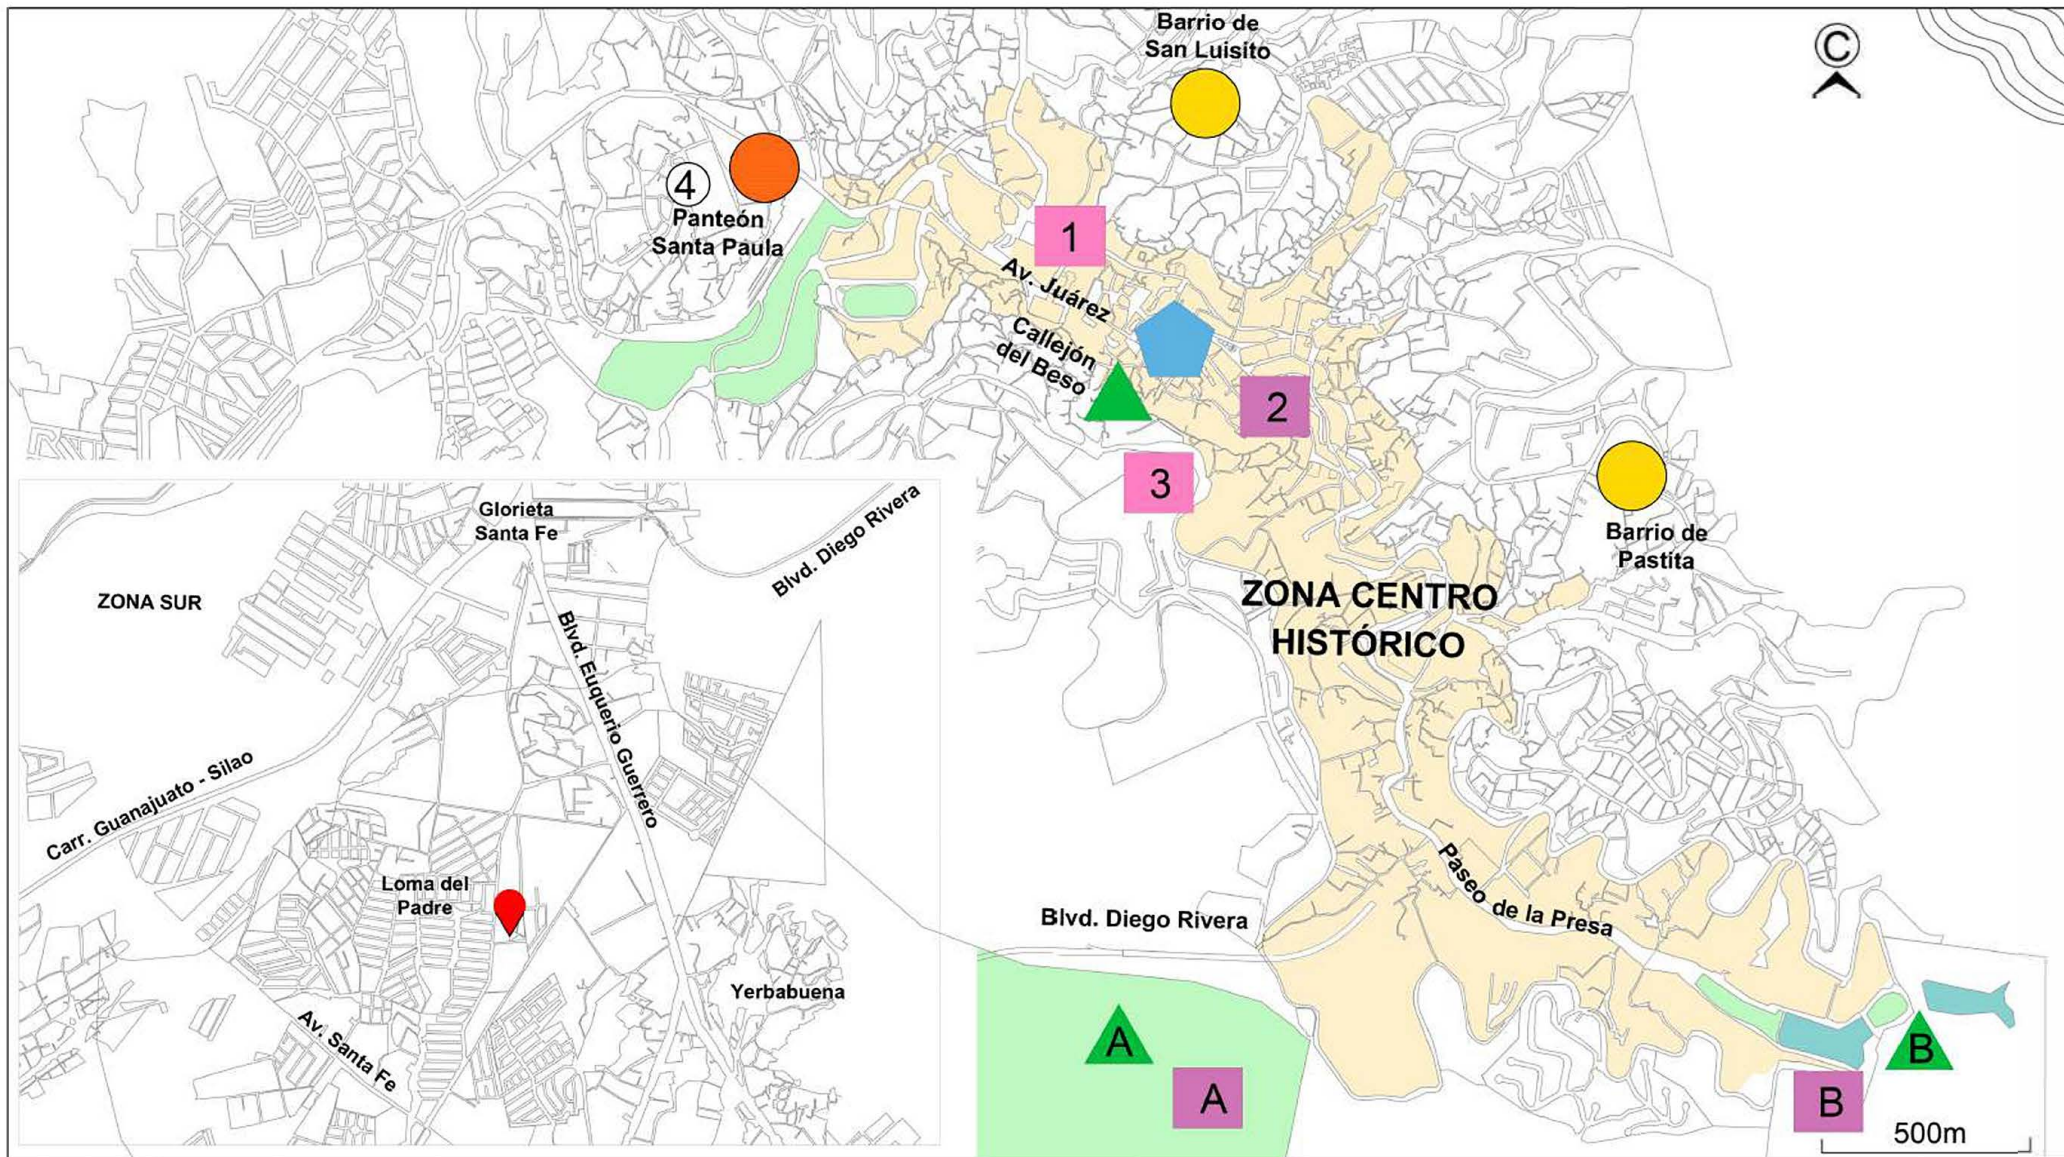 Barrio de
San Luisito
©
4
Panteón
Santa Paula
1
Av. Juárez
Callejón
del Beso
2
3
Barrio de
Pastita
ZONA CENTRO
HISTÓRICO
Glorieta
Santa Fe
Blvd. Diego Rivera
ZONA SUR
Blvd. Euquerio Guerrero
Carr. Guanajuato - Silao
Loma del
Padre
Yerbabuena
Av. Santa Fe
Paseo de la Presa
Blvd. Diego Rivera
A
A
B
B
500m